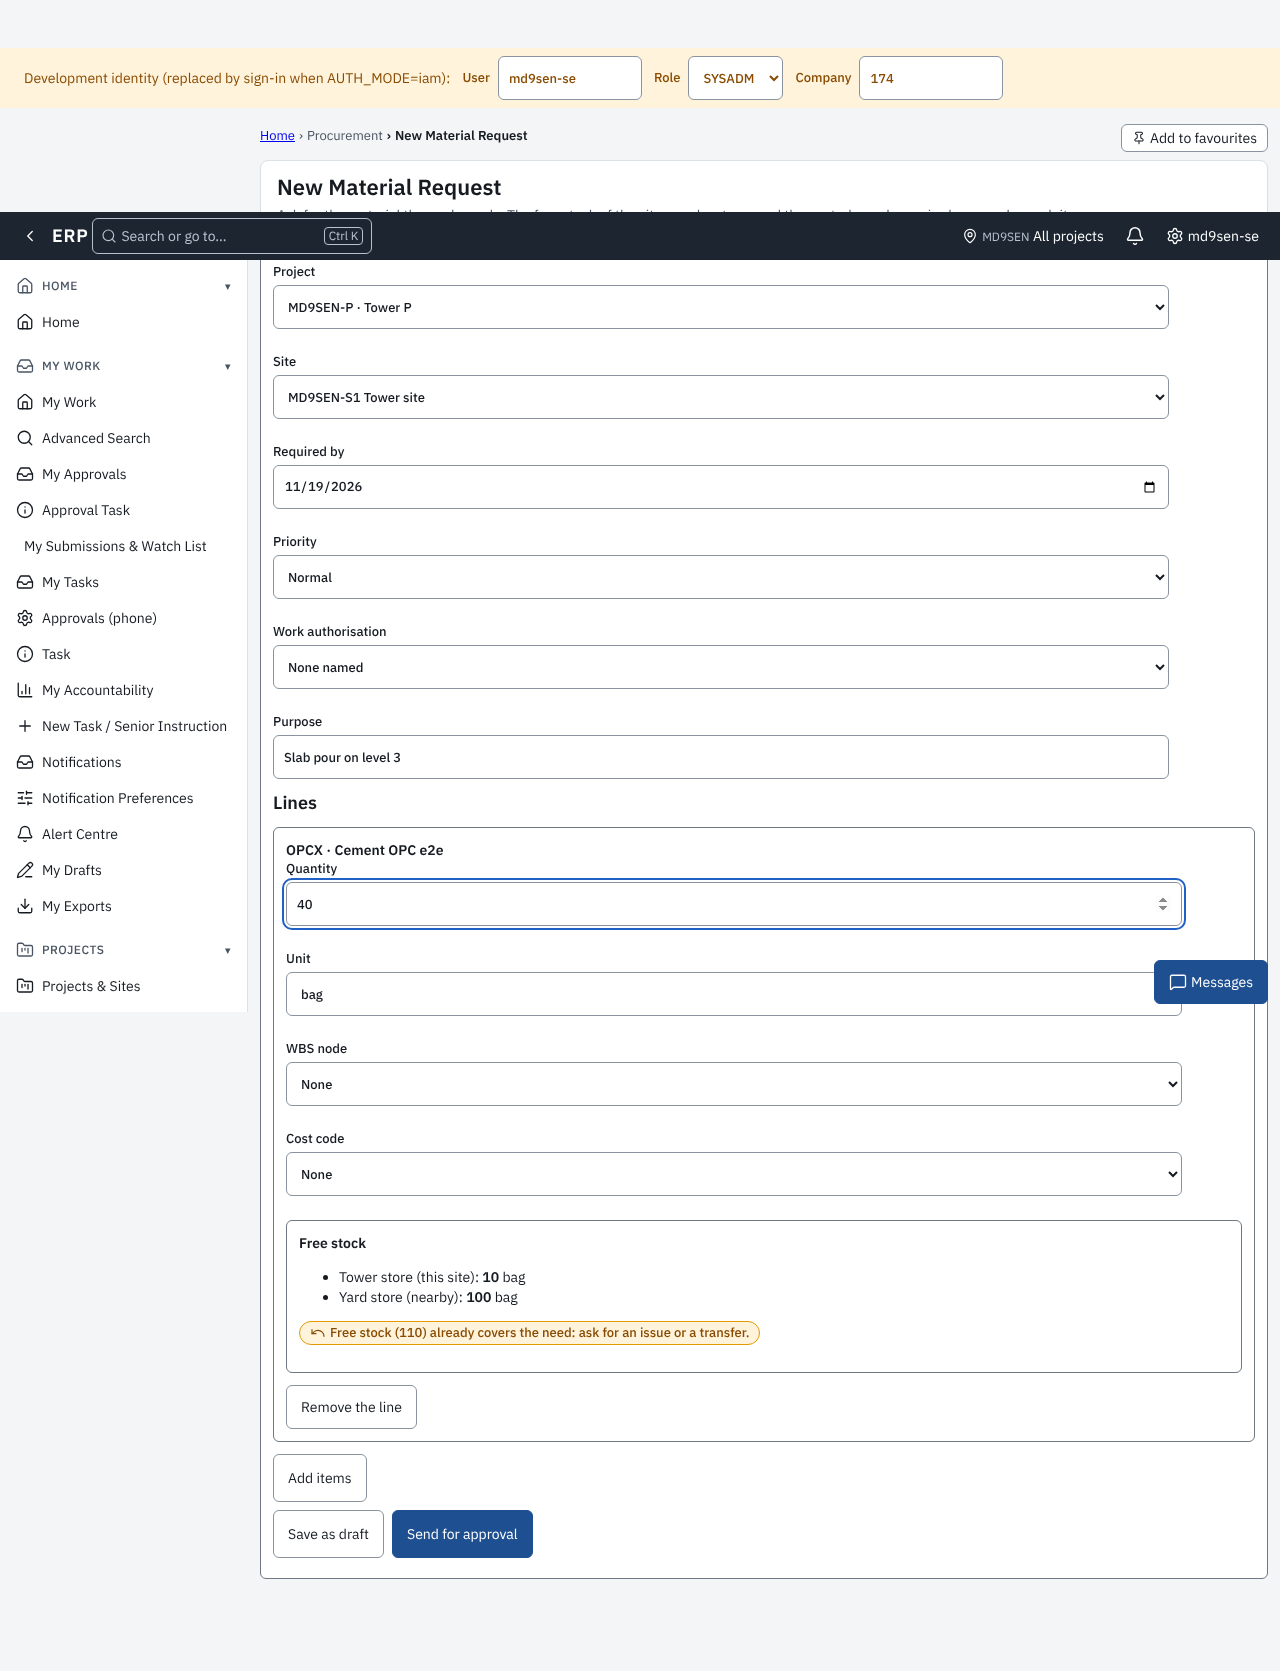 Development identity (replaced by sign-in when AUTH_MODE=iam): User md9sen-se Role SYSADM Company 174
Home › Procurement › New Material Request
Add to favourites
New Material Request
ERP Search or go to... Ctrl K MD9SEN All projects md9sen-se
HOME
Home
MY WORK
My Work
Advanced Search
My Approvals
Approval Task
My Submissions & Watch List
My Tasks
Approvals (phone)
Task
My Accountability
New Task / Senior Instruction
Notifications
Notification Preferences
Alert Centre
My Drafts
My Exports
PROJECTS
Projects & Sites
Project
MD9SEN-P · Tower P
Site
MD9SEN-S1 Tower site
Required by
11/19/2026
Priority
Normal
Work authorisation
None named
Purpose
Slab pour on level 3
Lines
OPCX · Cement OPC e2e
Quantity
40
Unit
bag
Messages
WBS node
None
Cost code
None
Free stock
Tower store (this site): 10 bag
Yard store (nearby): 100 bag
Free stock (110) already covers the need: ask for an issue or a transfer.
Remove the line
Add items
Save as draft
Send for approval